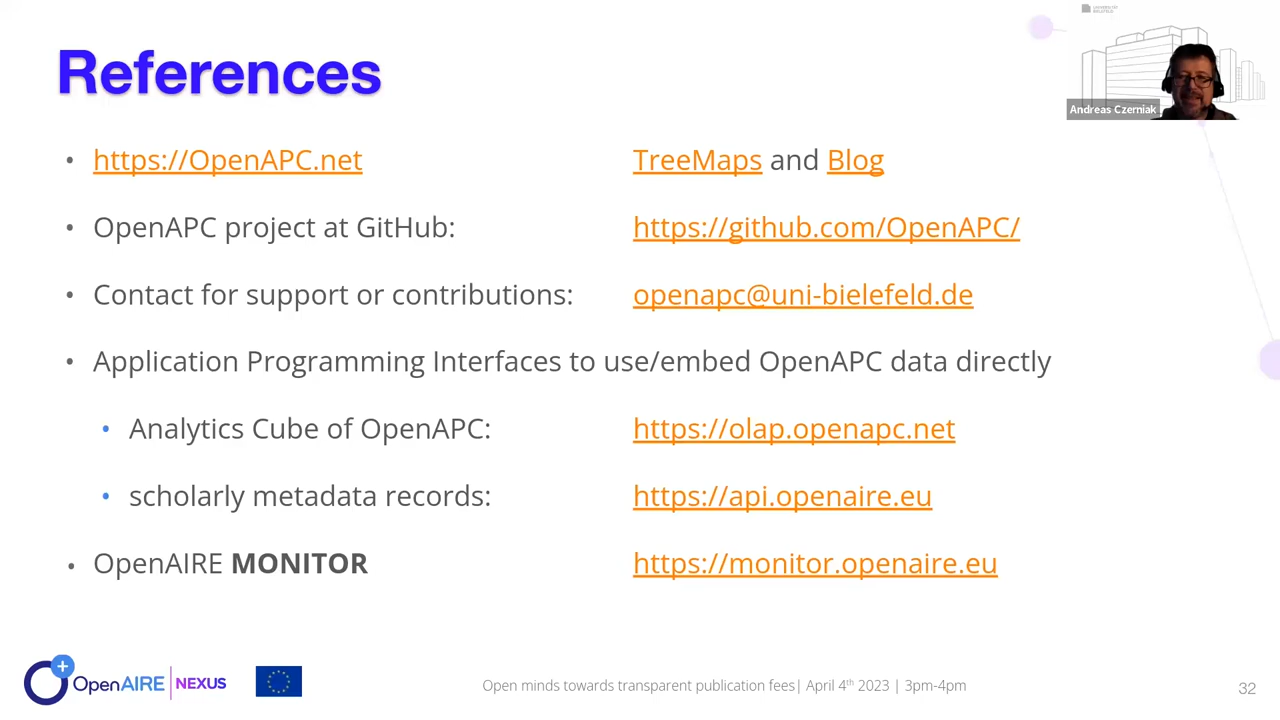 References
UNIVERSITÄT
BIELEFELD
Andreas Czerniak
• https://OpenAPC.net TreeMaps and Blog
• OpenAPC project at GitHub: https://github.com/OpenAPC/
• Contact for support or contributions: openapc@uni-bielefeld.de
• Application Programming Interfaces to use/embed OpenAPC data directly
• Analytics Cube of OpenAPC: https://olap.openapc.net
• scholarly metadata records: https://api.openaire.eu
• OpenAIRE MONITOR https://monitor.openaire.eu
OpenAIRE | NEXUS
Open minds towards transparent publication fees| April 4th 2023 | 3pm-4pm
32